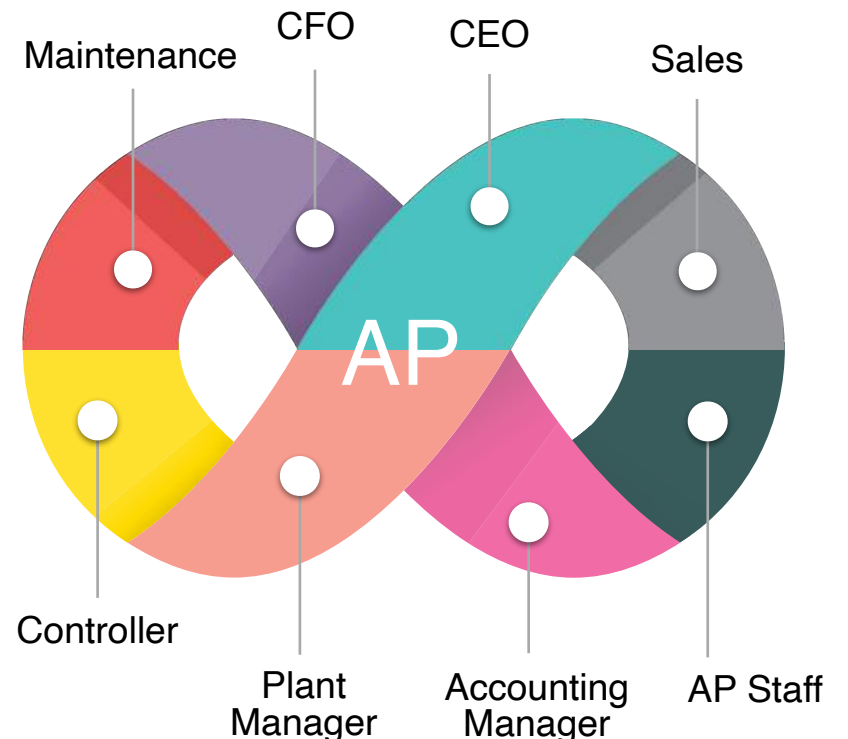 CFO
CEO
Maintenance
Sales
AP
Controller
Plant
Manager
Accounting
Manager
AP Staff